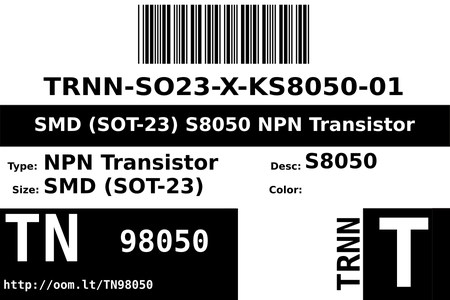 TRNN-SO23-X-KS8050-01
SMD (SOT-23) S8050 NPN Transistor
Type: NPN Transistor
Desc: S8050
Size: SMD (SOT-23)
Color:
TN 98050
http://oom.lt/TN98050
TRNN
T